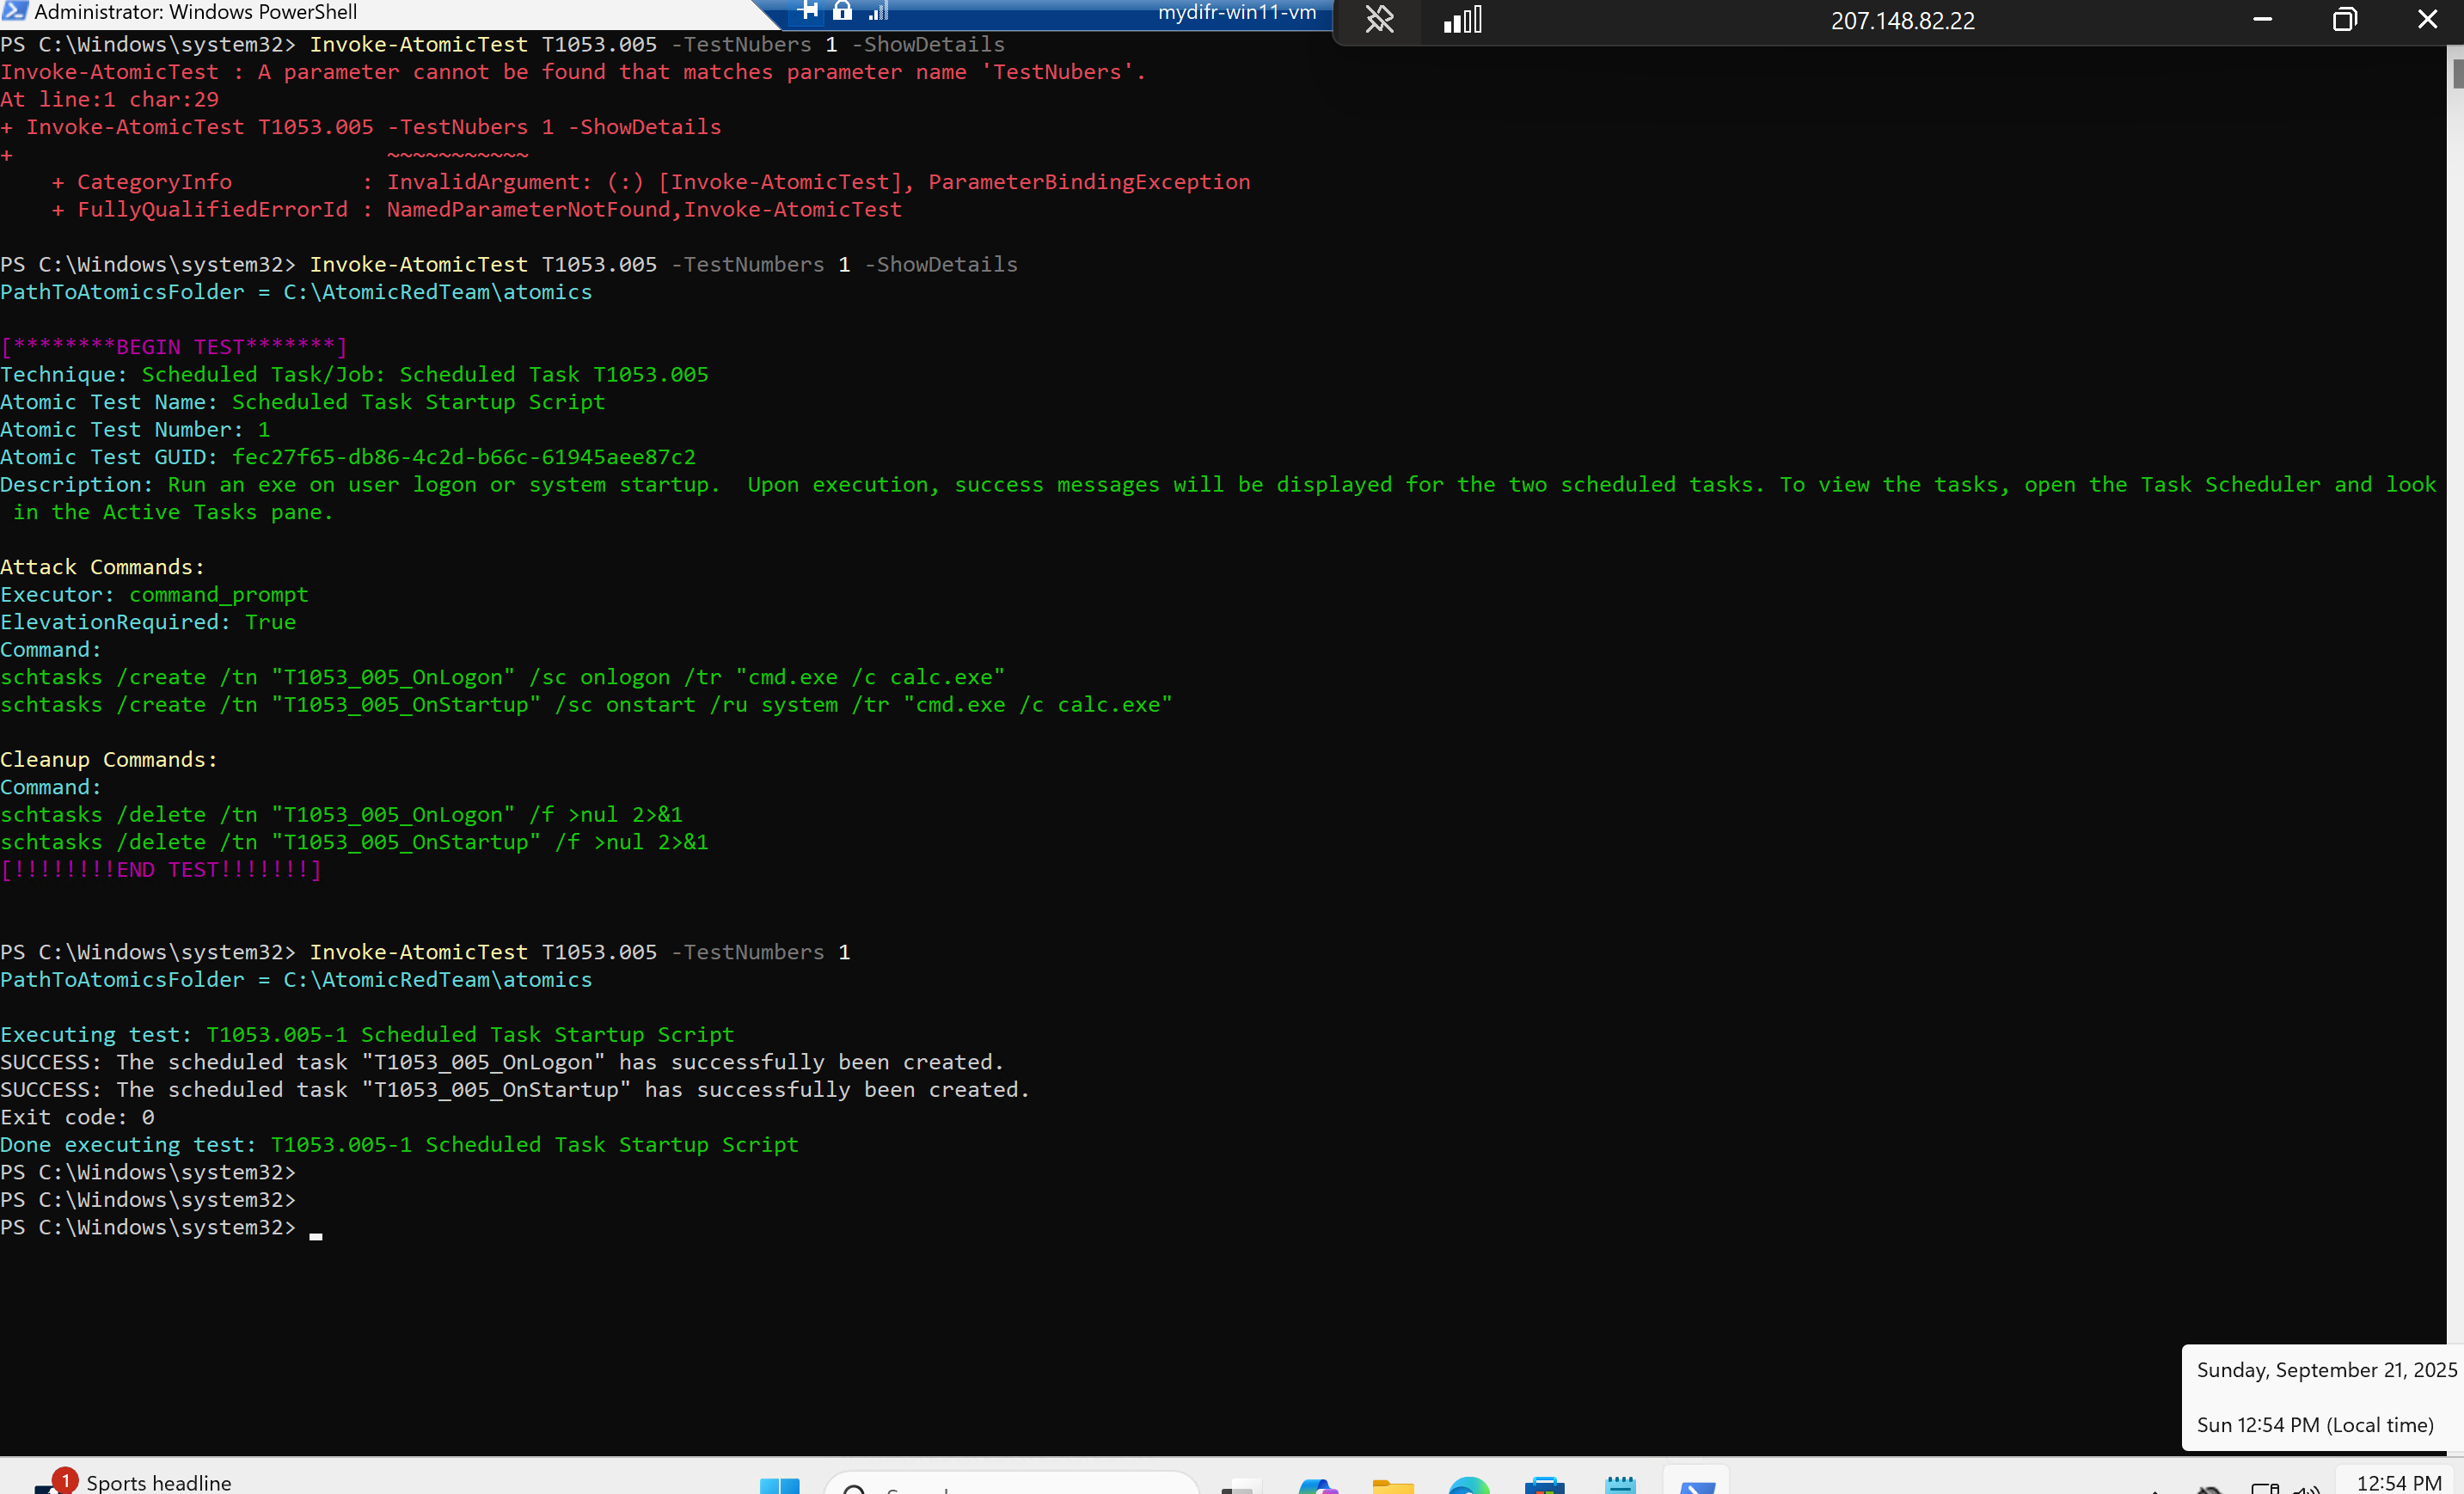 Administrator: Windows PowerShell
mydifr-win11-vm
207.148.82.22
PS C:\Windows\system32> Invoke-AtomicTest T1053.005 -TestNubers 1 -ShowDetails
Invoke-AtomicTest : A parameter cannot be found that matches parameter name 'TestNubers'.
At line:1 char:29
+ Invoke-AtomicTest T1053.005 -TestNubers 1 -ShowDetails
+                             ~~~~~~~~~~~
    + CategoryInfo          : InvalidArgument: (:) [Invoke-AtomicTest], ParameterBindingException
    + FullyQualifiedErrorId : NamedParameterNotFound,Invoke-AtomicTest
PS C:\Windows\system32> Invoke-AtomicTest T1053.005 -TestNumbers 1 -ShowDetails
PathToAtomicsFolder = C:\AtomicRedTeam\atomics
[********BEGIN TEST*******]
Technique: Scheduled Task/Job: Scheduled Task T1053.005
Atomic Test Name: Scheduled Task Startup Script
Atomic Test Number: 1
Atomic Test GUID: fec27f65-db86-4c2d-b66c-61945aee87c2
Description: Run an exe on user logon or system startup.  Upon execution, success messages will be displayed for the two scheduled tasks. To view the tasks, open the Task Scheduler and look
 in the Active Tasks pane.
Attack Commands:
Executor: command_prompt
ElevationRequired: True
Command:
schtasks /create /tn "T1053_005_OnLogon" /sc onlogon /tr "cmd.exe /c calc.exe"
schtasks /create /tn "T1053_005_OnStartup" /sc onstart /ru system /tr "cmd.exe /c calc.exe"
Cleanup Commands:
Command:
schtasks /delete /tn "T1053_005_OnLogon" /f >nul 2>&1
schtasks /delete /tn "T1053_005_OnStartup" /f >nul 2>&1
[!!!!!!!!END TEST!!!!!!!]
PS C:\Windows\system32> Invoke-AtomicTest T1053.005 -TestNumbers 1
PathToAtomicsFolder = C:\AtomicRedTeam\atomics
Executing test: T1053.005-1 Scheduled Task Startup Script
SUCCESS: The scheduled task "T1053_005_OnLogon" has successfully been created.
SUCCESS: The scheduled task "T1053_005_OnStartup" has successfully been created.
Exit code: 0
Done executing test: T1053.005-1 Scheduled Task Startup Script
PS C:\Windows\system32>
PS C:\Windows\system32>
PS C:\Windows\system32>
Sunday, September 21, 2025
Sun 12:54 PM (Local time)
1
Sports headline
12:54 PM